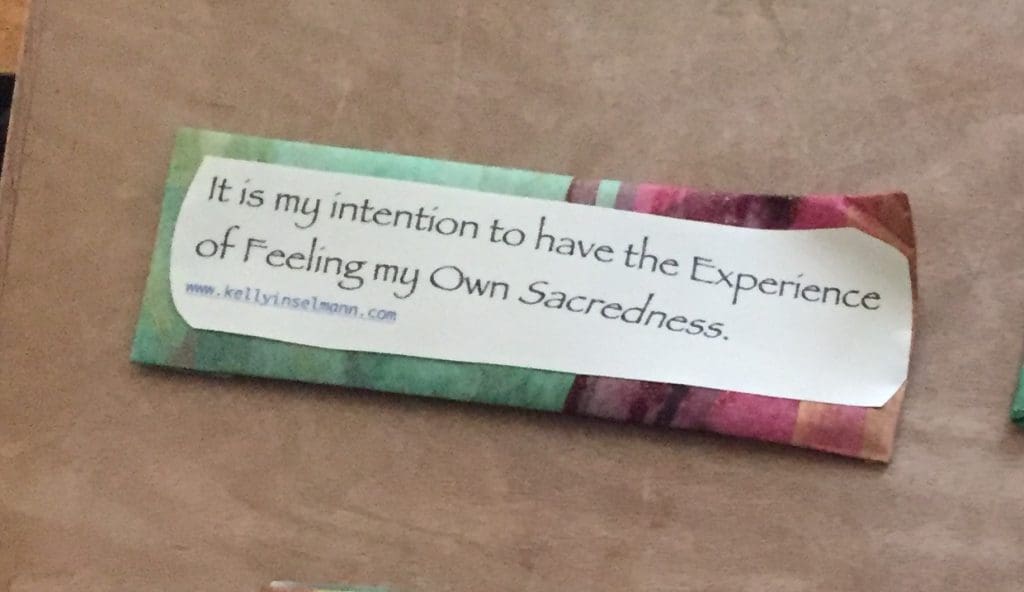 It is my intention to have the Experience
of Feeling my Own Sacredness.
www.kellyinselmann.com